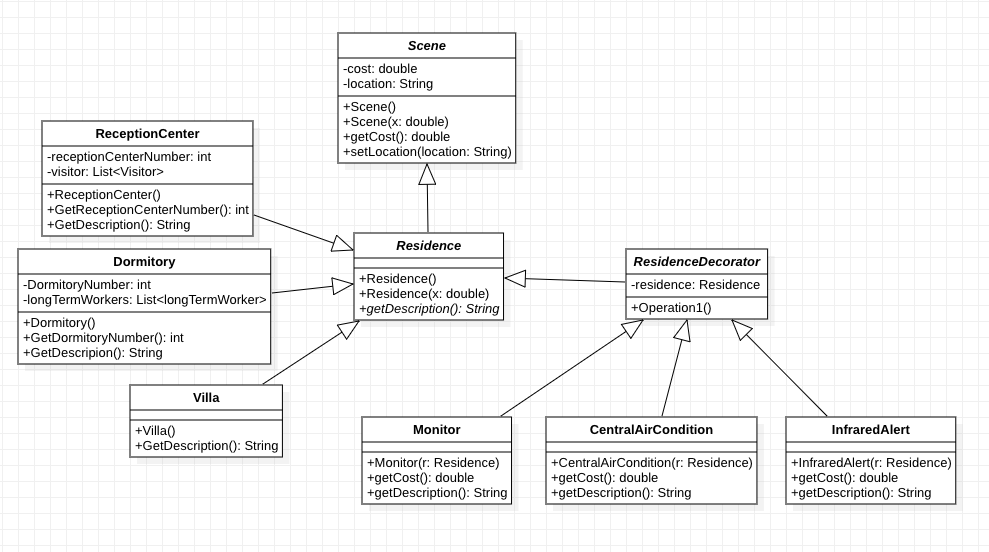 Scene
-cost: double
-location: String
+Scene()
+Scene(x: double)
+getCost(): double
+setLocation(location: String)
ReceptionCenter
-receptionCenterNumber: int
-visitor: List<Visitor>
+ReceptionCenter()
+GetReceptionCenterNumber(): int
+GetDescription(): String
Residence
+Residence()
+Residence(x: double)
+getDescription(): String
Dormitory
-DormitoryNumber: int
-longTermWorkers: List<longTermWorker>
+Dormitory()
+GetDormitoryNumber(): int
+GetDescripion(): String
ResidenceDecorator
-residence: Residence
+Operation1()
Villa
+Villa()
+GetDescription(): String
Monitor
+Monitor(r: Residence)
+getCost(): double
+getDescription(): String
CentralAirCondition
+CentralAirCondition(r: Residence)
+getCost(): double
+getDescription(): String
InfraredAlert
+InfraredAlert(r: Residence)
+getCost(): double
+getDescription(): String